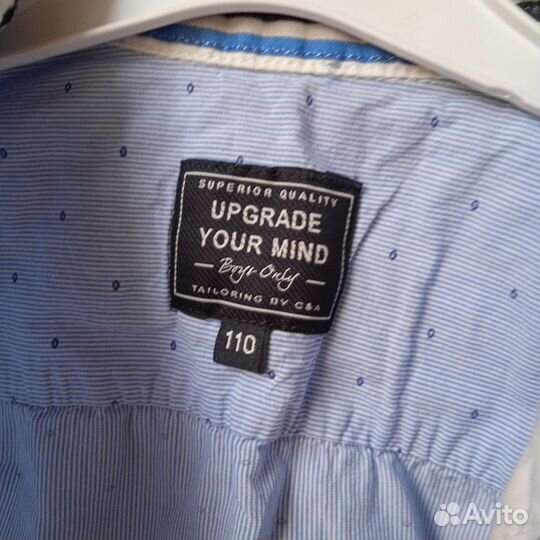 SUPERIOR QUALITY
UPGRADE
YOUR MIND
Boys Only
TAILORING BY C&A
110
Avito